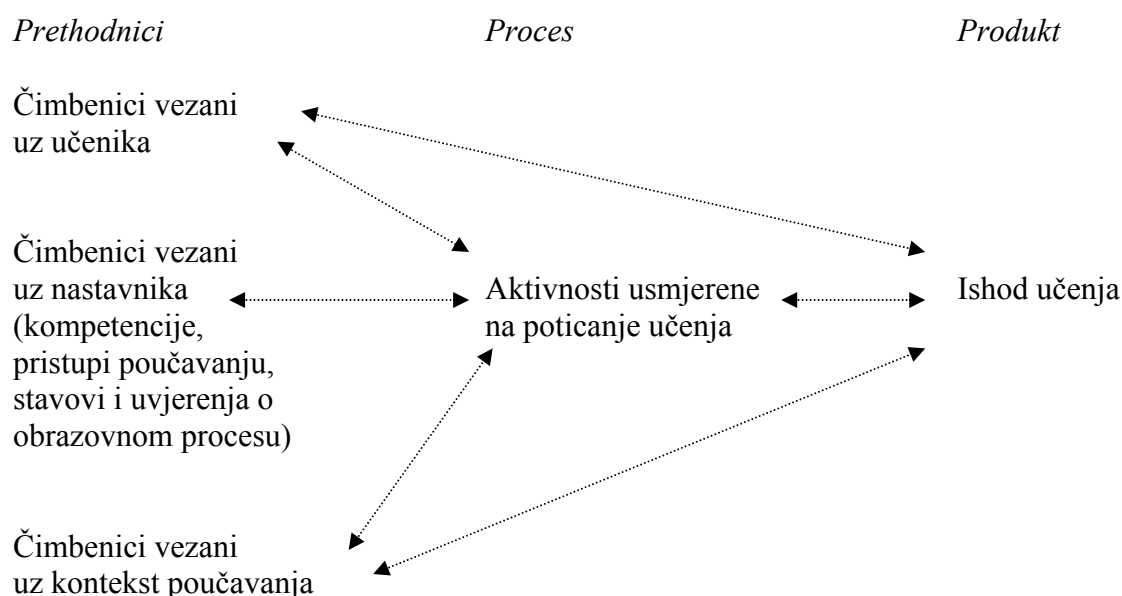 Prethodnici Proces Produkt
Čimbenici vezani
uz učenika
Čimbenici vezani
uz nastavnika
(kompetencije,
pristupi poučavanju,
stavovi i uvjerenja o
obrazovnom procesu)
Aktivnosti usmjerene
na poticanje učenja
Ishod učenja
Čimbenici vezani
uz kontekst poučavanja